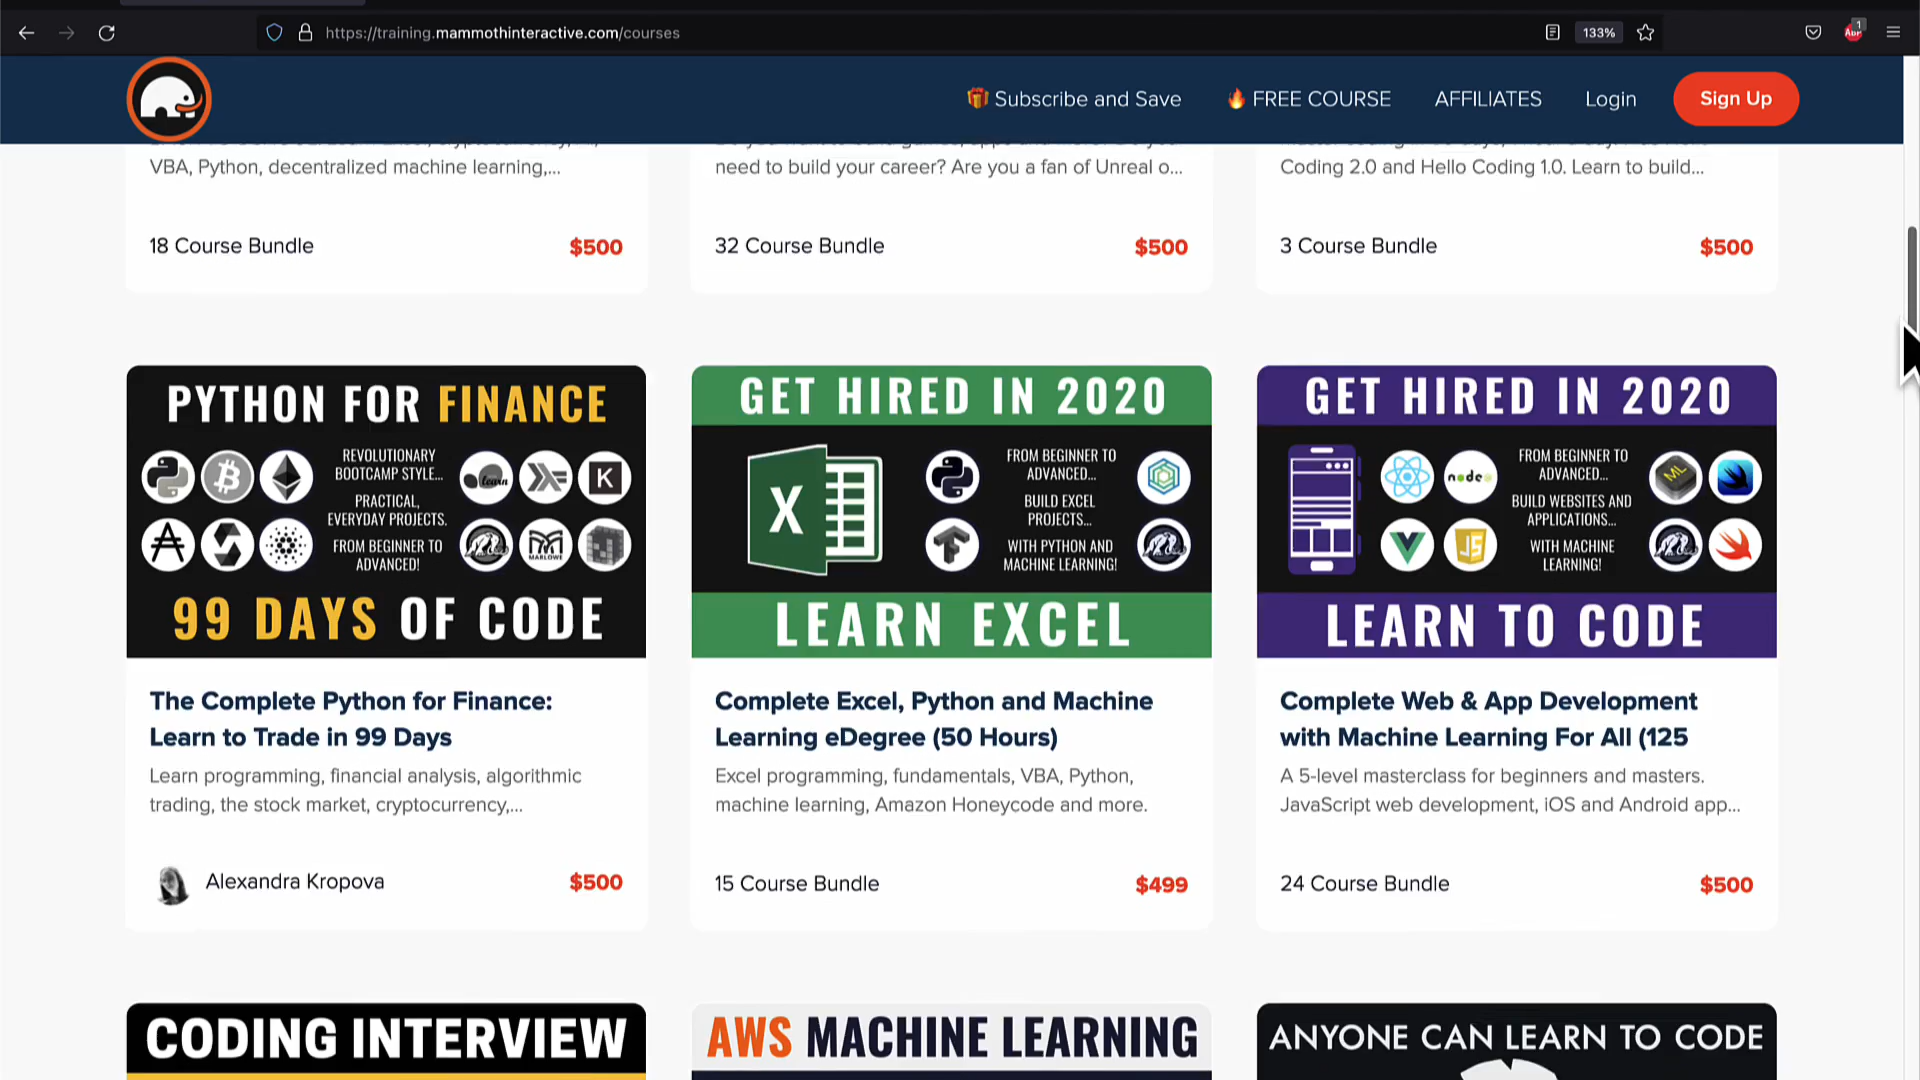 https://training.mammothinteractive.com/courses
133%
1
ABP
🎁 Subscribe and Save
🔥 FREE COURSE
AFFILIATES
Login
Sign Up
VBA, Python, decentralized machine learning,...
need to build your career? Are you a fan of Unreal o...
Coding 2.0 and Hello Coding 1.0. Learn to build...
18 Course Bundle
$500
32 Course Bundle
$500
3 Course Bundle
$500
PYTHON FOR FINANCE
REVOLUTIONARY
BOOTCAMP STYLE...
PRACTICAL,
EVERYDAY PROJECTS.
FROM BEGINNER TO
ADVANCED!
learn
K
MARLOWE
99 DAYS OF CODE
The Complete Python for Finance:
Learn to Trade in 99 Days
Learn programming, financial analysis, algorithmic
trading, the stock market, cryptocurrency,...
Alexandra Kropova
$500
GET HIRED IN 2020
X
FROM BEGINNER TO
ADVANCED...
BUILD EXCEL
PROJECTS...
WITH PYTHON AND
MACHINE LEARNING!
LEARN EXCEL
Complete Excel, Python and Machine
Learning eDegree (50 Hours)
Excel programming, fundamentals, VBA, Python,
machine learning, Amazon Honeycode and more.
15 Course Bundle
$499
GET HIRED IN 2020
node
JS
FROM BEGINNER TO
ADVANCED...
BUILD WEBSITES AND
APPLICATIONS...
WITH MACHINE
LEARNING!
ML
LEARN TO CODE
Complete Web & App Development
with Machine Learning For All (125
A 5-level masterclass for beginners and masters.
JavaScript web development, iOS and Android app...
24 Course Bundle
$500
CODING INTERVIEW
AWS MACHINE LEARNING
ANYONE CAN LEARN TO CODE